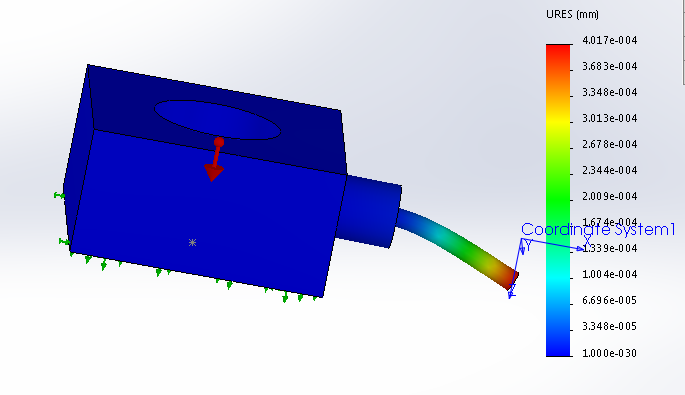 URES (mm)
4.017e-004
3.683e-004
3.348e-004
3.013e-004
2.678e-004
2.344e-004
2.009e-004
1.674e-004
Coordinate System1
Y
X
1.339e-004
1.004e-004
6.696e-005
Z
3.348e-005
1.000e-030